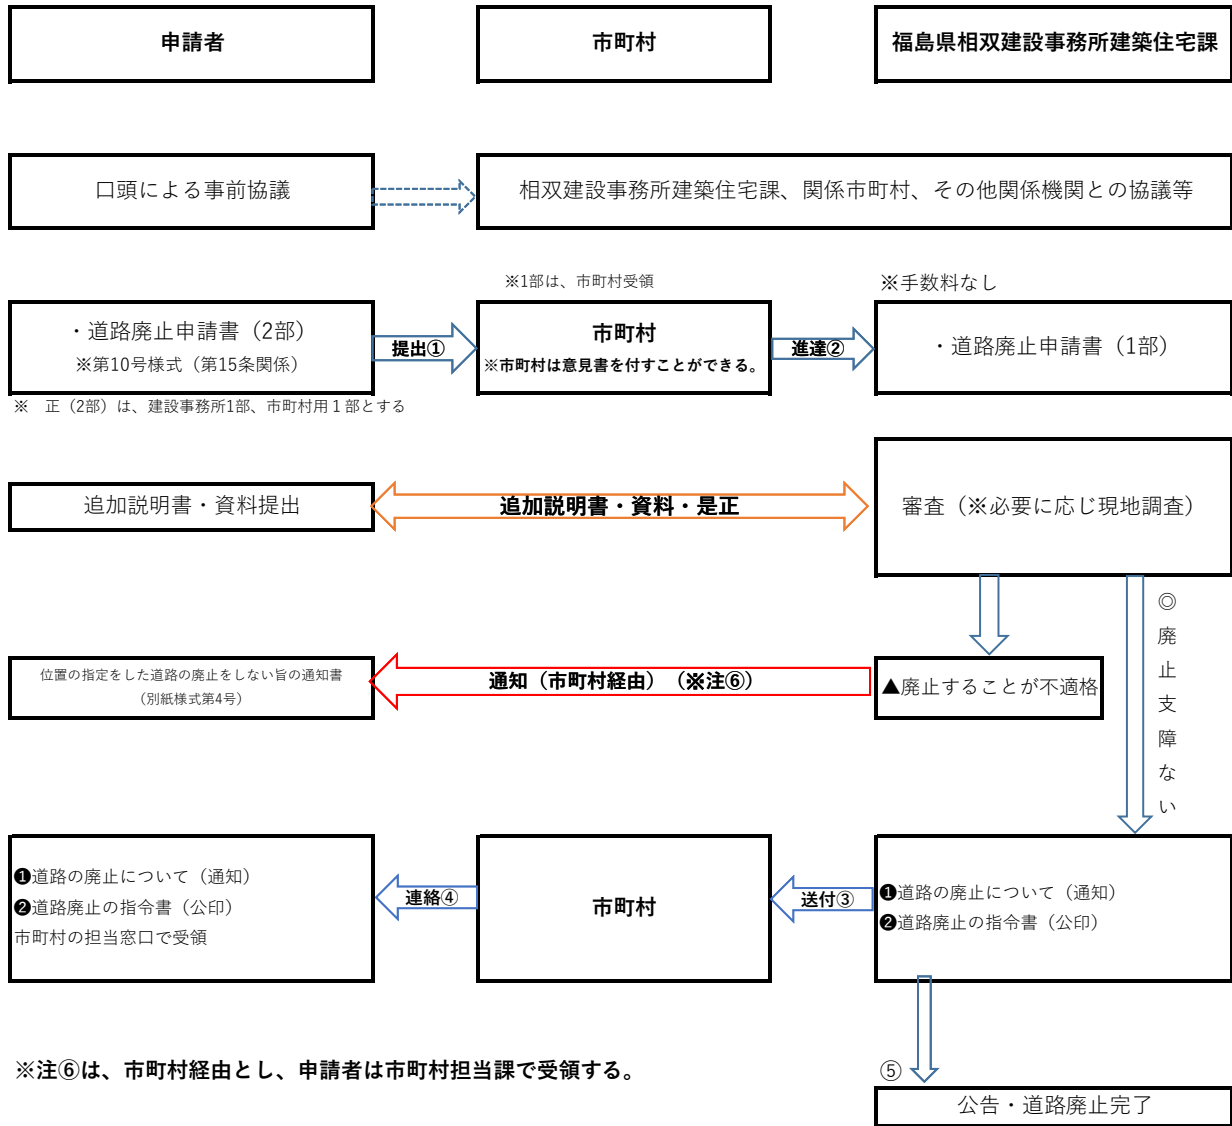 申請者
市町村
福島県相双建設事務所建築住宅課
口頭による事前協議
相双建設事務所建築住宅課、関係市町村、その他関係機関との協議等
※1部は、市町村受領
※手数料なし
・道路廃止申請書（2部）
※第10号様式（第15条関係）
提出①
市町村
※市町村は意見書を付すことができる。
進達②
・道路廃止申請書（1部）
※　正（2部）は、建設事務所1部、市町村用１部とする
追加説明書・資料提出
追加説明書・資料・是正
審査（※必要に応じ現地調査）
◎廃止支障ない
位置の指定をした道路の廃止をしない旨の通知書
（別紙様式第4号）
通知（市町村経由）（※注⑥）
▲廃止することが不適格
❶道路の廃止について（通知）
❷道路廃止の指令書（公印）
市町村の担当窓口で受領
連絡④
市町村
送付③
❶道路の廃止について（通知）
❷道路廃止の指令書（公印）
※注⑥は、市町村経由とし、申請者は市町村担当課で受領する。
⑤
公告・道路廃止完了